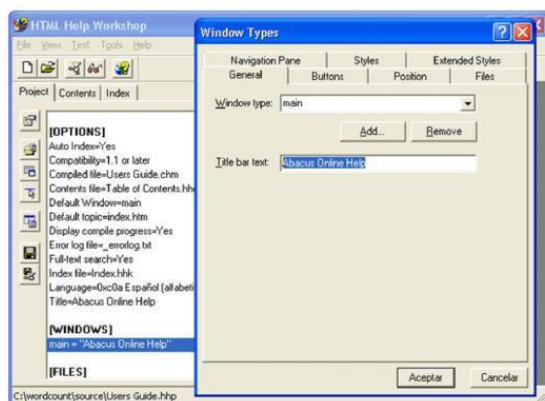 HTML Help Workshop
File View Test Tools Help
Project Contents Index
[OPTIONS]
Auto Index=Yes
Compatibility=1.1 or later
Compiled file=Users Guide.chm
Contents file=Table of Contents.hh
Default Window=main
Default topic=index.htm
Display compile progress=Yes
Error log file=_errorlog.txt
Full-text search=Yes
Index file=Index.hhk
Language=0xc0a Español (alfabeti
Title=Abacus Online Help
[WINDOWS]
main = "Abacus Online Help"
[FILES]
C:\wordcount\source\Users Guide.hhp
Window Types
Navigation Pane Styles Extended Styles
General Buttons Position Files
Window type: main
Add... Remove
Title bar text: Abacus Online Help
Aceptar Cancelar